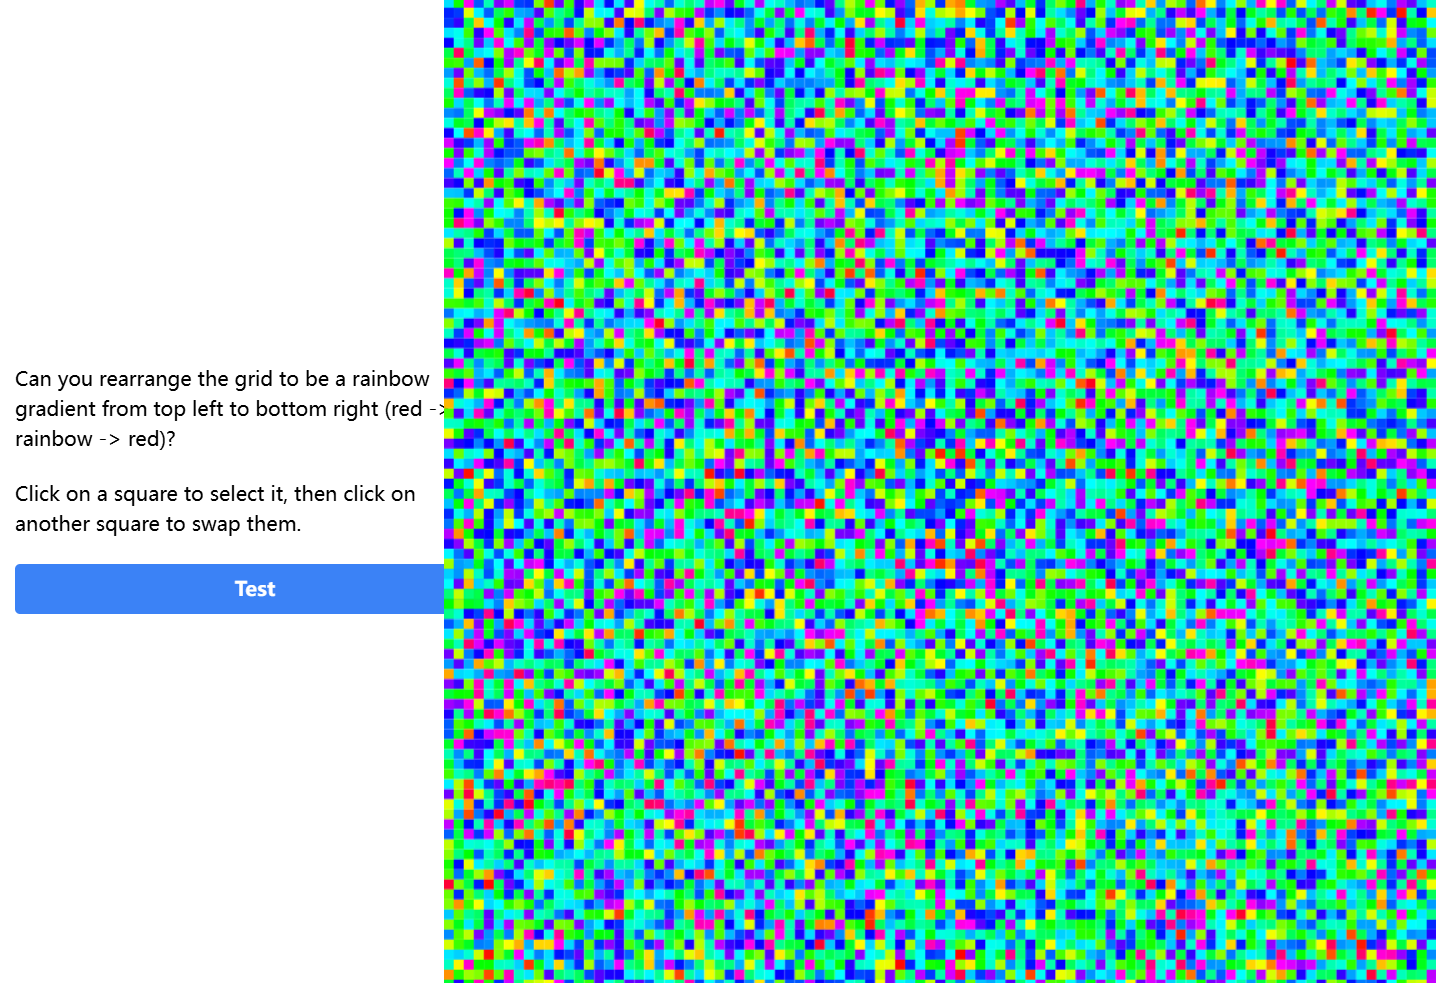 Can you rearrange the grid to be a rainbow
gradient from top left to bottom right (red ->
rainbow -> red)?
Click on a square to select it, then click on
another square to swap them.
Test